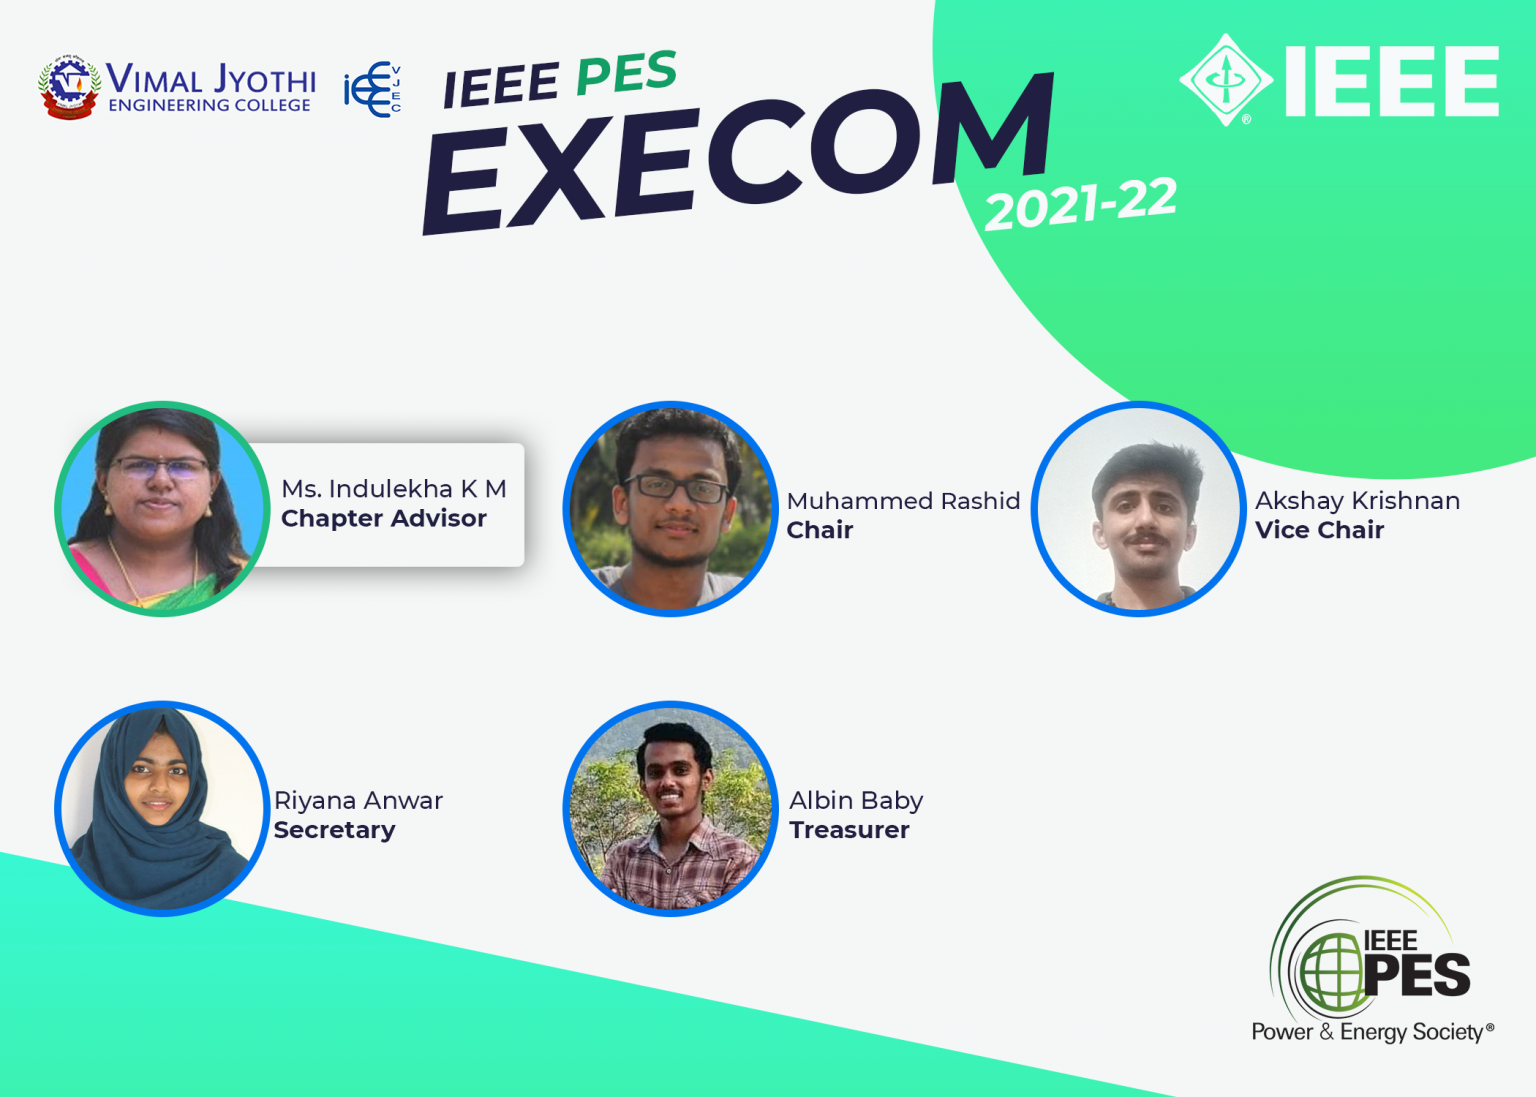 VIMAL JYOTHI
ENGINEERING COLLEGE
VJEC
IEEE PES
EXECOM
2021-22
IEEE
®
Ms. Indulekha K M
Chapter Advisor
Muhammed Rashid
Chair
Akshay Krishnan
Vice Chair
Riyana Anwar
Secretary
Albin Baby
Treasurer
IEEE
PES
Power & Energy Society®